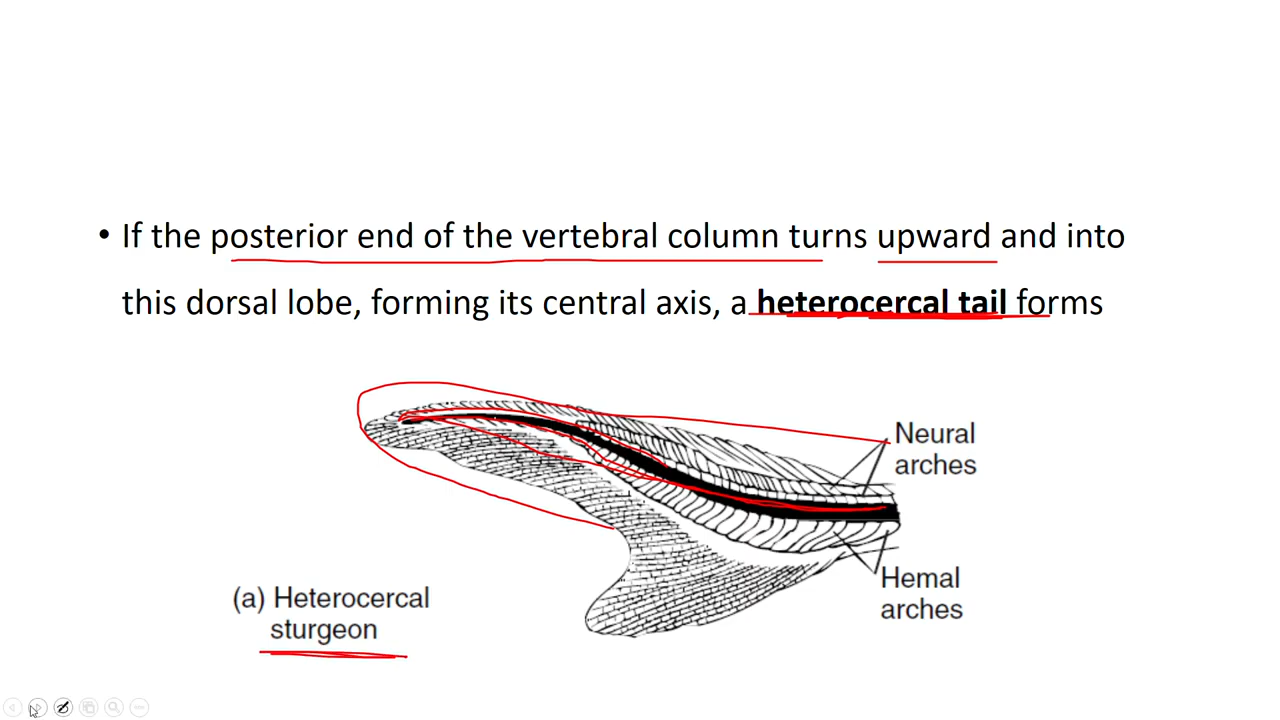 • If the posterior end of the vertebral column turns upward and into
this dorsal lobe, forming its central axis, a heterocercal tail forms
Neural
arches
Hemal
arches
(a) Heterocercal
sturgeon